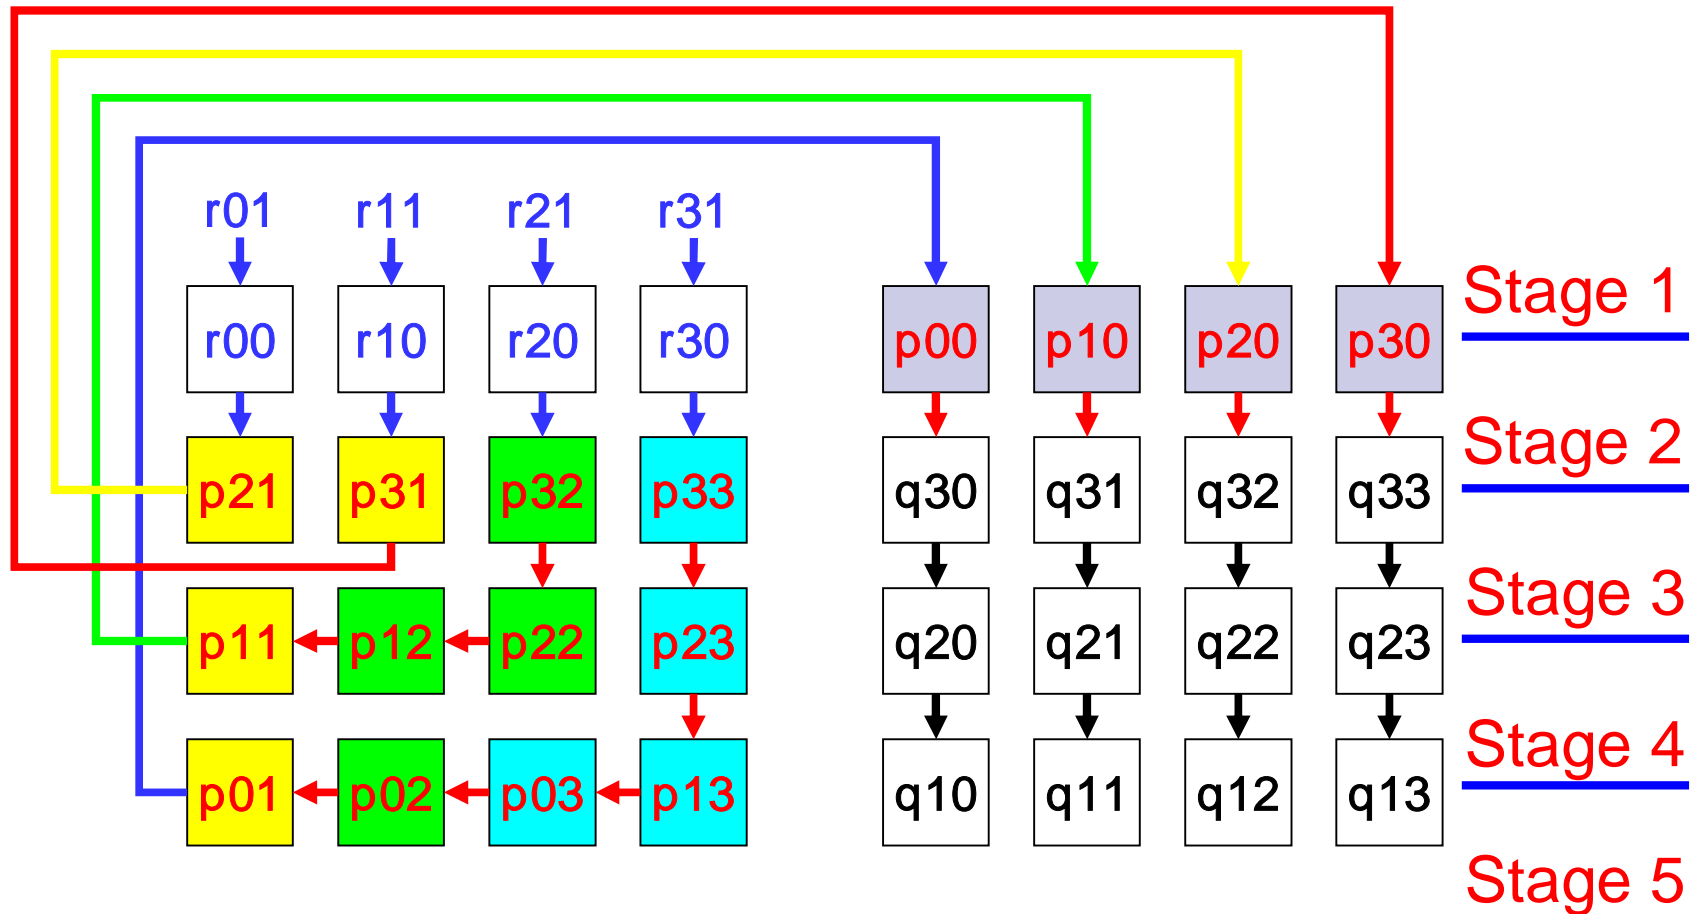 r01 r11 r21 r31
r00 r10 r20 r30 p00 p10 p20 p30 Stage 1
p21 p31 p32 p33 q30 q31 q32 q33 Stage 2
p11 p12 p22 p23 q20 q21 q22 q23 Stage 3
p01 p02 p03 p13 q10 q11 q12 q13 Stage 4
Stage 5